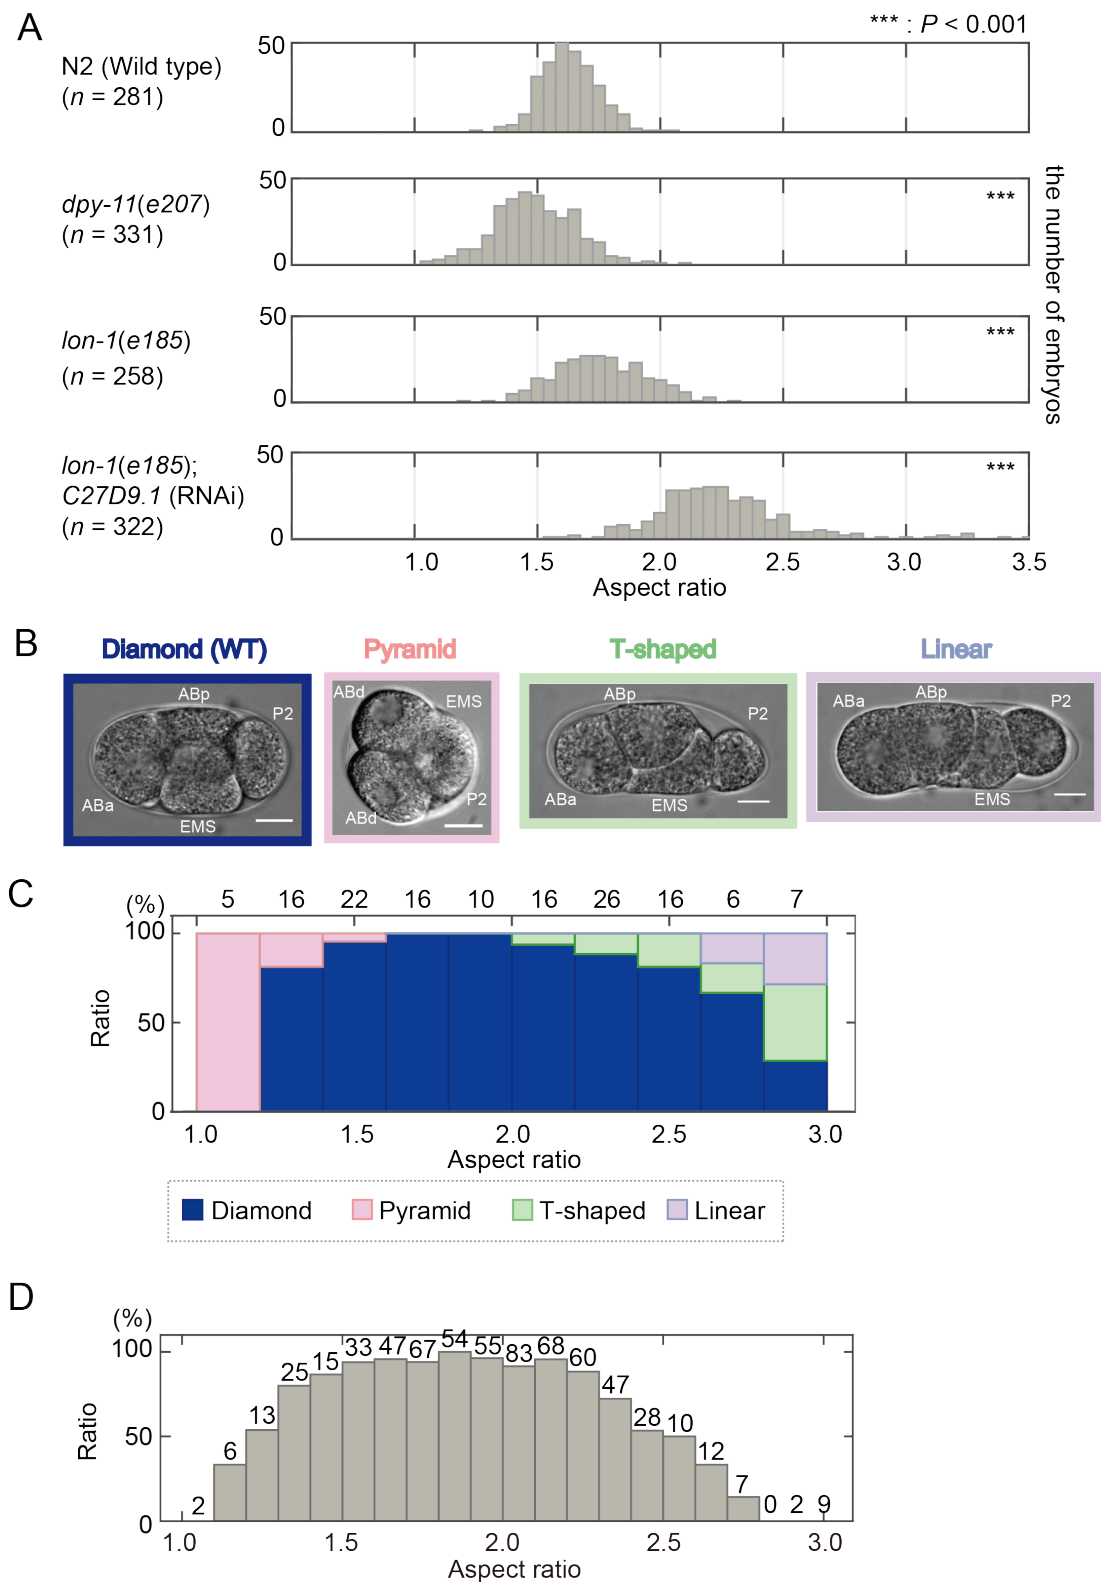 A
*** : P < 0.001
N2 (Wild type)
(n = 281)
50
0
dpy-11(e207)
(n = 331)
50
0
***
lon-1(e185)
(n = 258)
50
0
***
lon-1(e185);
C27D9.1 (RNAi)
(n = 322)
50
0
***
the number of embryos
1.0 1.5 2.0 2.5 3.0 3.5
Aspect ratio
B
Diamond (WT) Pyramid T-shaped Linear
ABp
P2
ABa
EMS
ABd
EMS
P2
ABd
ABp
P2
ABa
EMS
ABa
ABp
P2
EMS
C
(%) 5 16 22 16 10 16 26 16 6 7
100
50
0
Ratio
1.0 1.5 2.0 2.5 3.0
Aspect ratio
Diamond Pyramid T-shaped Linear
D
(%)
100
50
0
Ratio
2 6 13 25 15 33 47 67 54 55 83 68 60 47 28 10 12 7 0 2 9
1.0 1.5 2.0 2.5 3.0
Aspect ratio